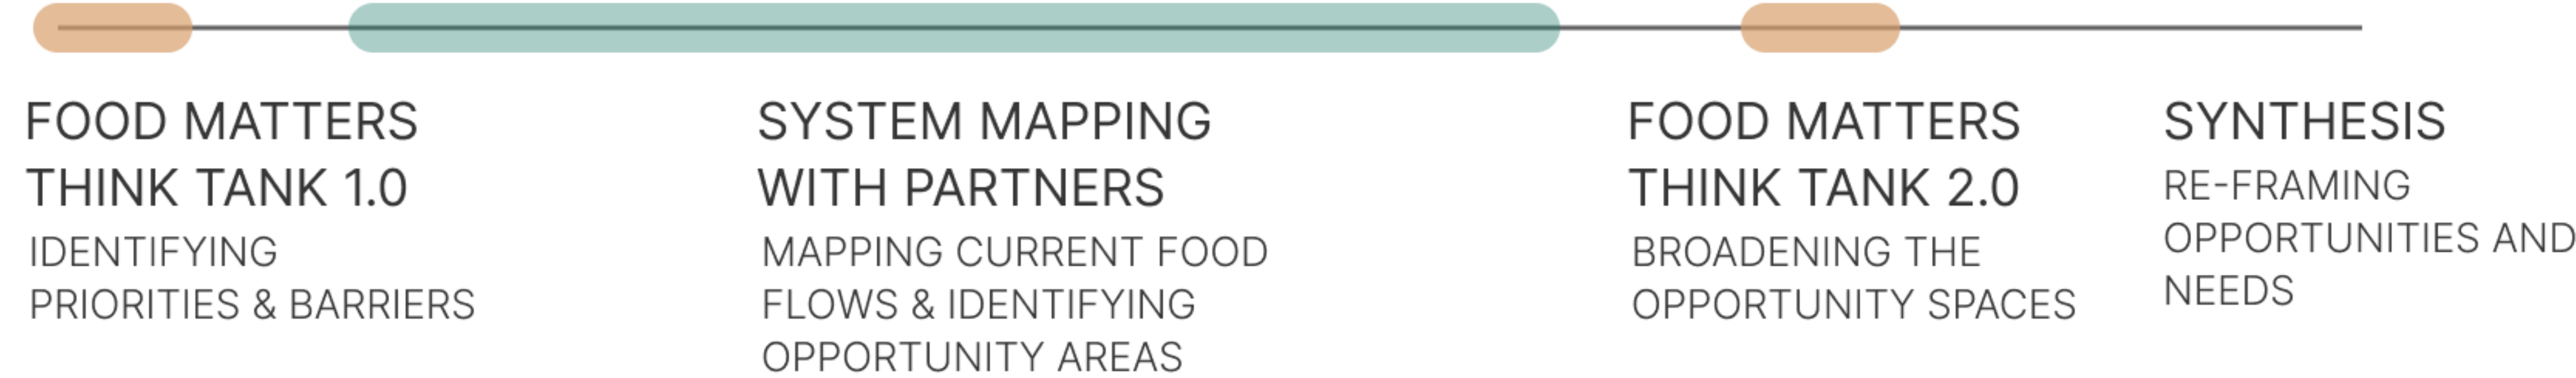 FOOD MATTERS
THINK TANK 1.0
IDENTIFYING
PRIORITIES & BARRIERS
SYSTEM MAPPING
WITH PARTNERS
MAPPING CURRENT FOOD
FLOWS & IDENTIFYING
OPPORTUNITY AREAS
FOOD MATTERS
THINK TANK 2.0
BROADENING THE
OPPORTUNITY SPACES
SYNTHESIS
RE-FRAMING
OPPORTUNITIES AND
NEEDS